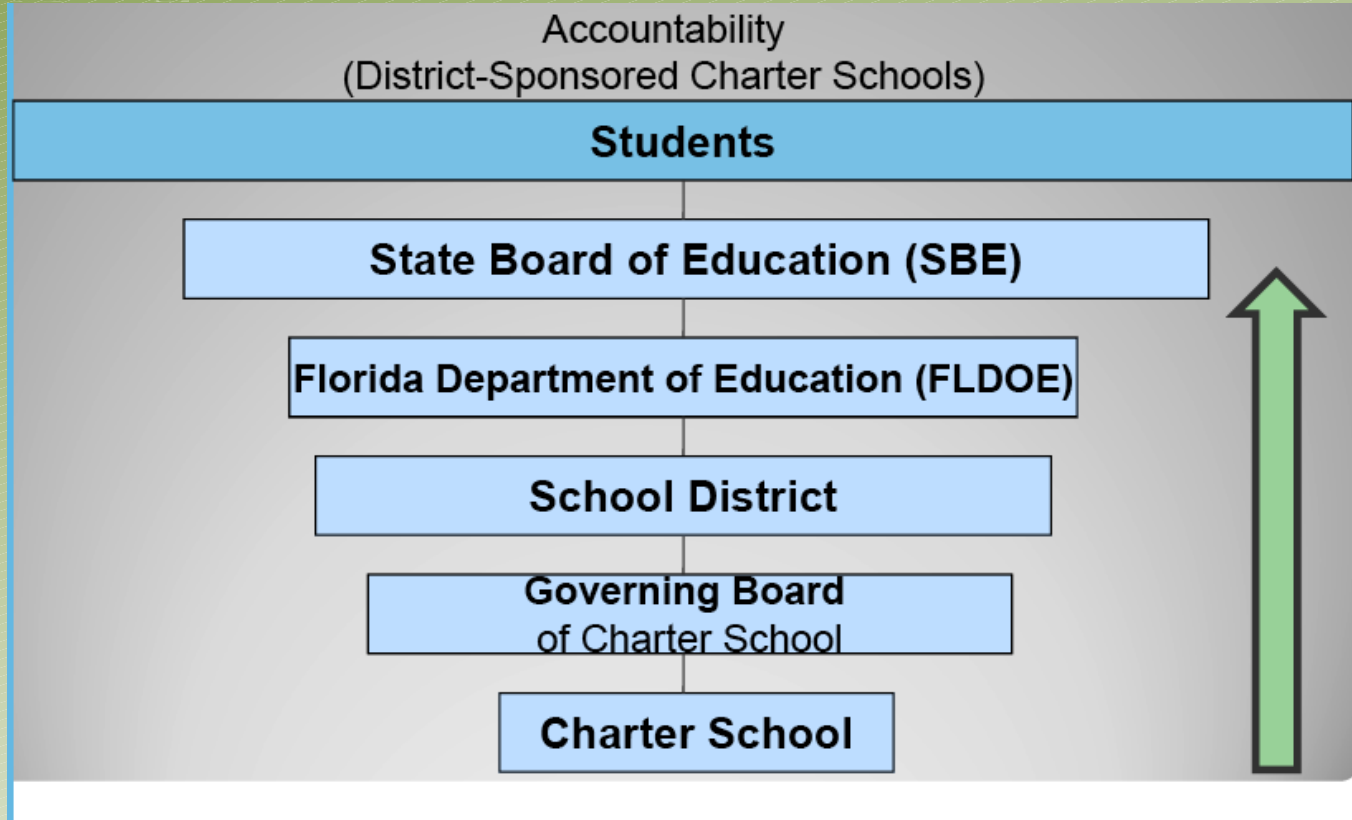 Accountability
(District-Sponsored Charter Schools)
Students
State Board of Education (SBE)
Florida Department of Education (FLDOE)
School District
Governing Board
of Charter School
Charter School